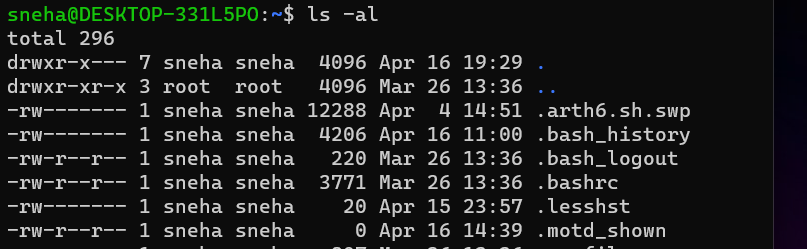 sneha@DESKTOP-331L5PO:~$ ls -al
total 296
drwxr-x--- 7 sneha sneha  4096 Apr 16 19:29 .
drwxr-xr-x 3 root  root   4096 Mar 26 13:36 ..
-rw------- 1 sneha sneha 12288 Apr  4 14:51 .arth6.sh.swp
-rw------- 1 sneha sneha  4206 Apr 16 11:00 .bash_history
-rw-r--r-- 1 sneha sneha   220 Mar 26 13:36 .bash_logout
-rw-r--r-- 1 sneha sneha  3771 Mar 26 13:36 .bashrc
-rw------- 1 sneha sneha    20 Apr 15 23:57 .lesshst
-rw-r--r-- 1 sneha sneha     0 Apr 16 14:39 .motd_shown